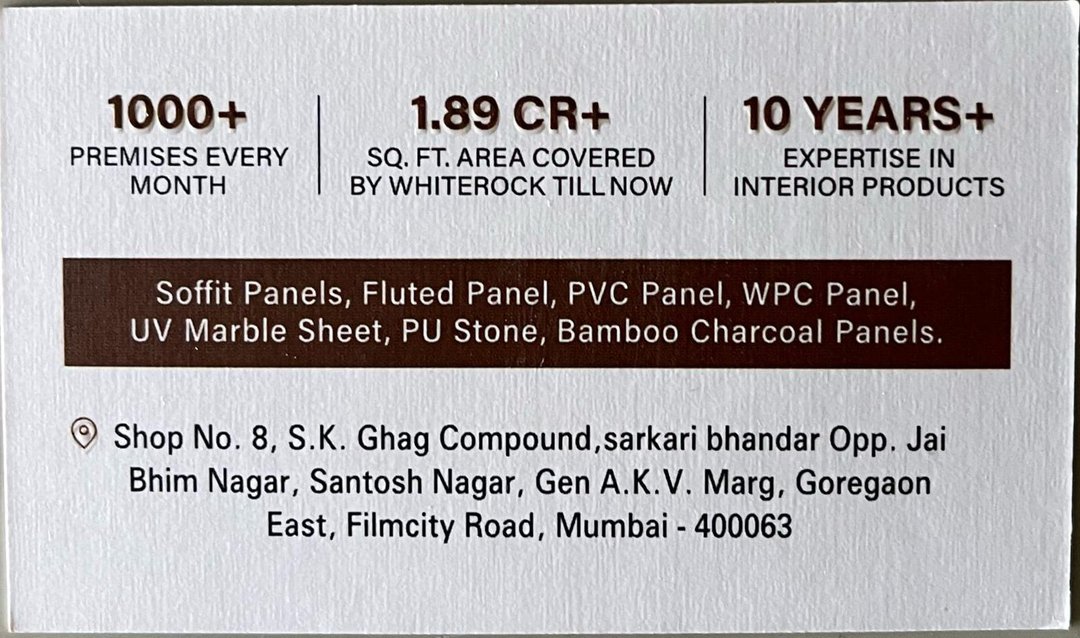 1000+
PREMISES EVERY
MONTH
1.89 CR+
SQ. FT. AREA COVERED
BY WHITEROCK TILL NOW
10 YEARS+
EXPERTISE IN
INTERIOR PRODUCTS
Soffit Panels, Fluted Panel, PVC Panel, WPC Panel,
UV Marble Sheet, PU Stone, Bamboo Charcoal Panels.
Shop No. 8, S.K. Ghag Compound,sarkari bhandar Opp. Jai
Bhim Nagar, Santosh Nagar, Gen A.K.V. Marg, Goregaon
East, Filmcity Road, Mumbai - 400063